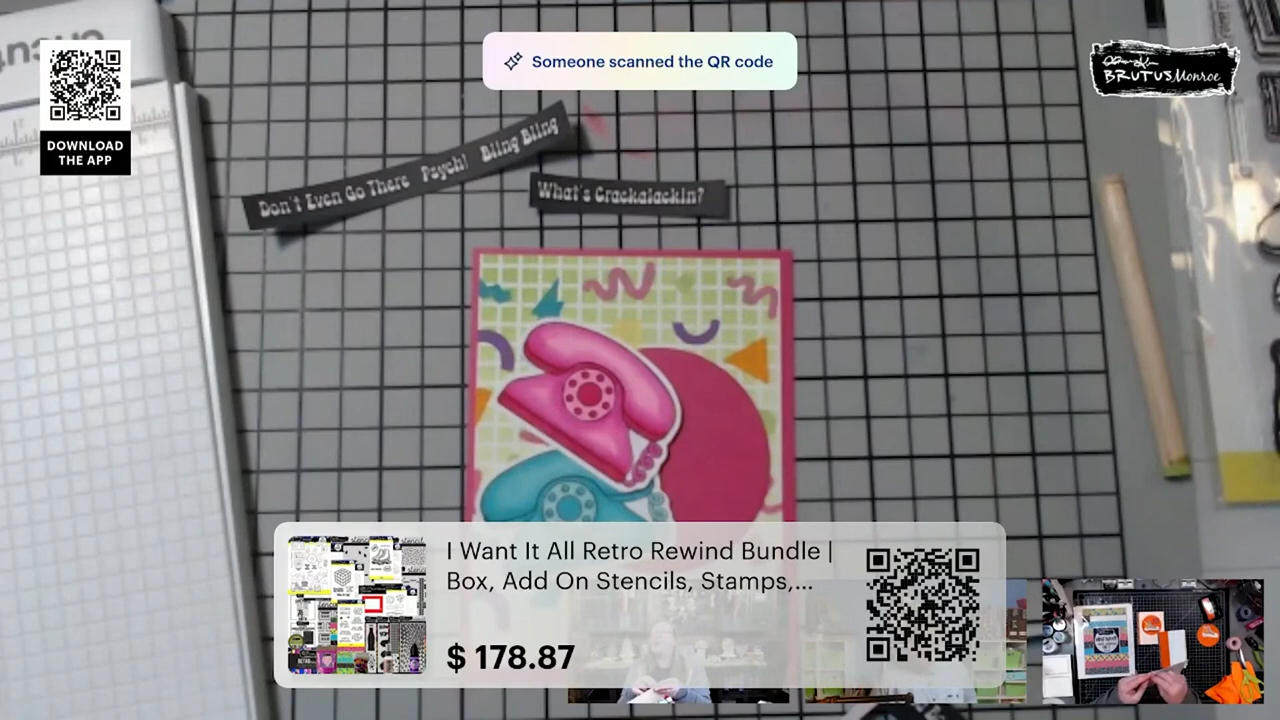 DOWNLOAD
THE APP
Someone scanned the QR code
BRUTUS Monroe
Don't Even Go There Psych! Bling Bling
What's Crackalackin?
I Want It All Retro Rewind Bundle |
Box, Add On Stencils, Stamps,...
$ 178.87